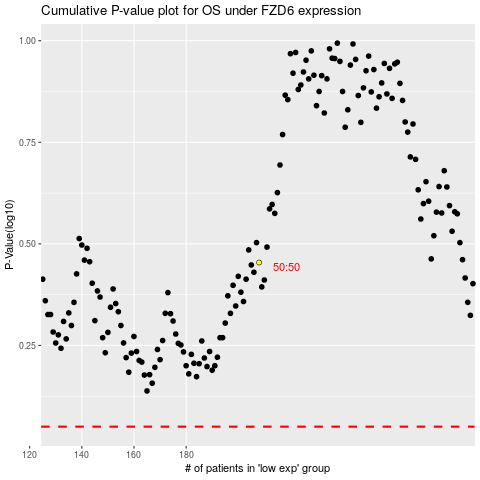 Cumulative P-value plot for OS under FZD6 expression
1.00
0.75
0.50
0.25
P-Value(log10)
50:50
120 140 160 180
# of patients in 'low exp' group